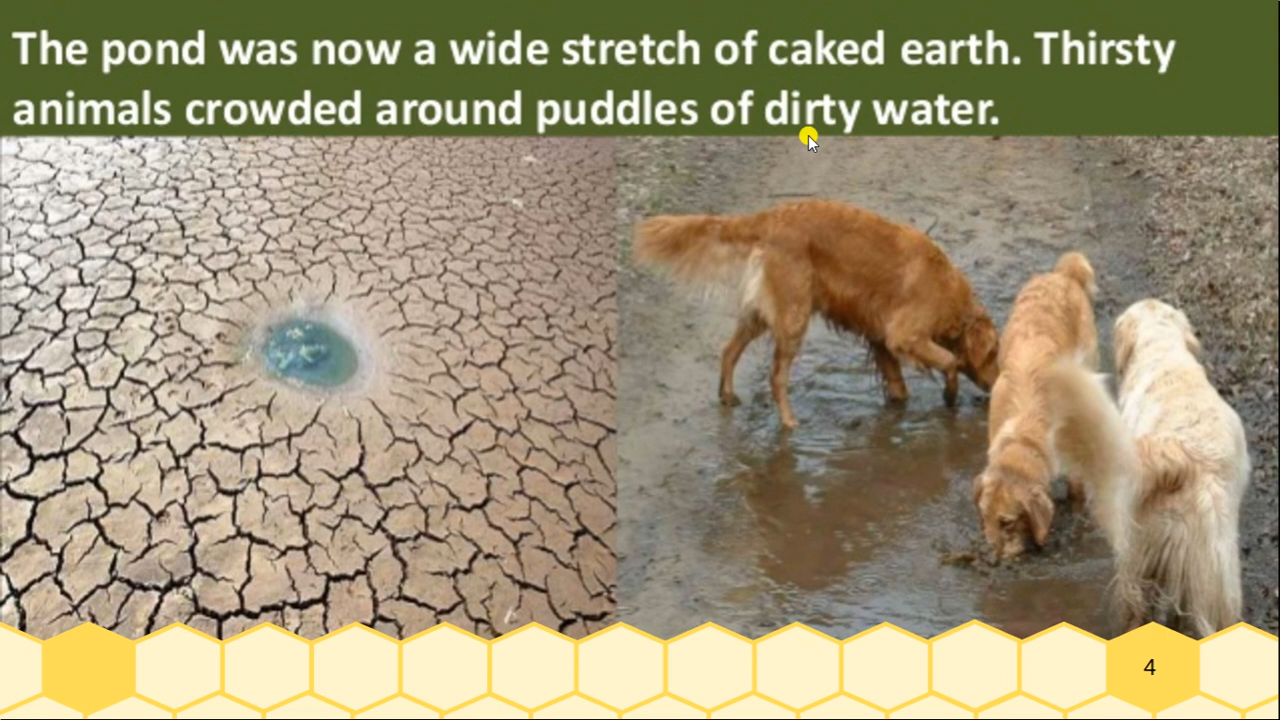 The pond was now a wide stretch of caked earth. Thirsty
animals crowded around puddles of dirty water.
4